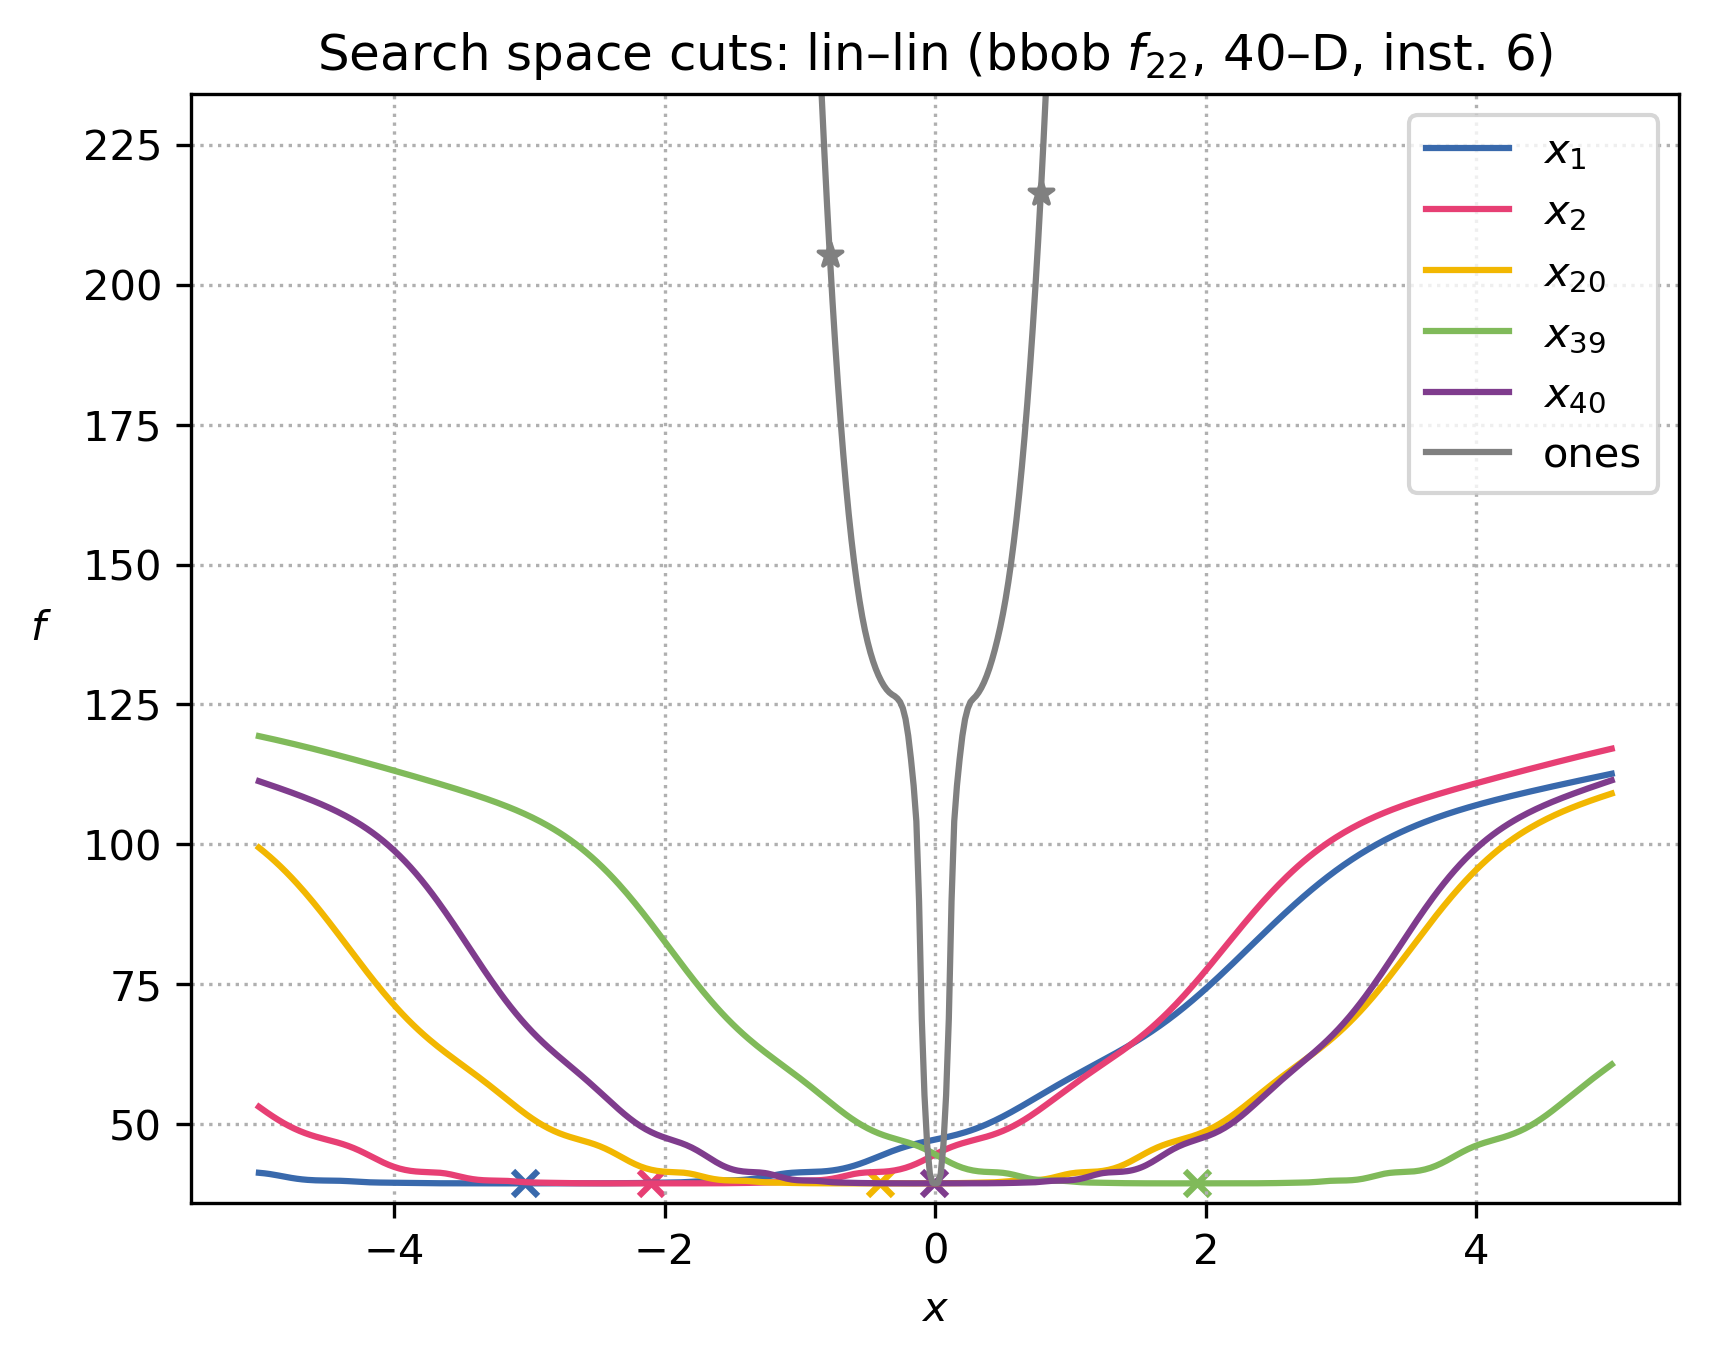 Search space cuts: lin–lin (bbob f₂₂, 40–D, inst. 6)
225
200
175
150
125
100
75
50
f
x₁
x₂
x₂₀
x₃₉
x₄₀
ones
−4
−2
0
2
4
x